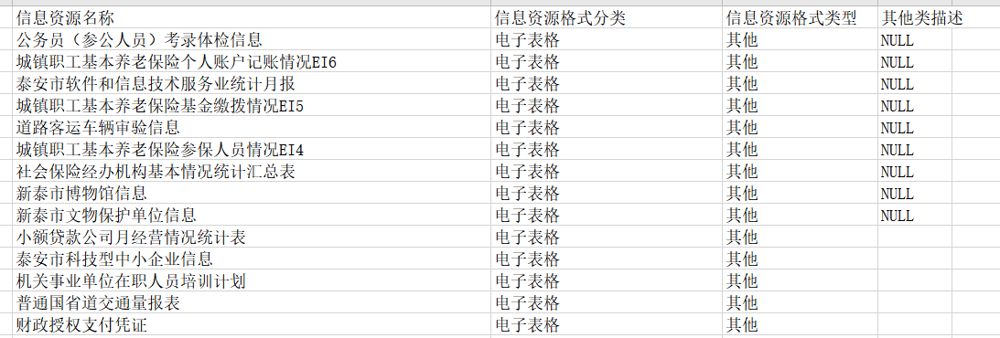 信息资源名称 信息资源格式分类 信息资源格式类型 其他类描述
公务员（参公人员）考录体检信息 电子表格 其他 NULL
城镇职工基本养老保险个人账户记账情况EI6 电子表格 其他 NULL
泰安市软件和信息技术服务业统计月报 电子表格 其他 NULL
城镇职工基本养老保险基金缴拨情况EI5 电子表格 其他 NULL
道路客运车辆审验信息 电子表格 其他 NULL
城镇职工基本养老保险参保人员情况EI4 电子表格 其他 NULL
社会保险经办机构基本情况统计汇总表 电子表格 其他 NULL
新泰市博物馆信息 电子表格 其他 NULL
新泰市文物保护单位信息 电子表格 其他 NULL
小额贷款公司月经营情况统计表 电子表格 其他
泰安市科技型中小企业信息 电子表格 其他
机关事业单位在职人员培训计划 电子表格 其他
普通国省道交通量报表 电子表格 其他
财政授权支付凭证 电子表格 其他